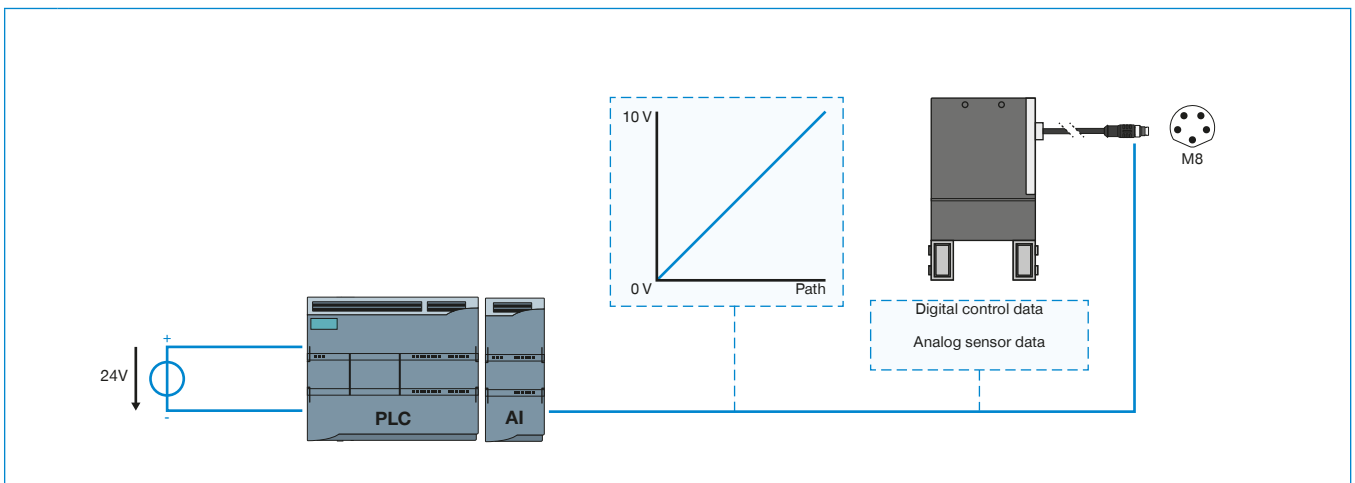 10 V
0 V
Path
M8
Digital control data
Analog sensor data
+
24V
-
PLC
AI